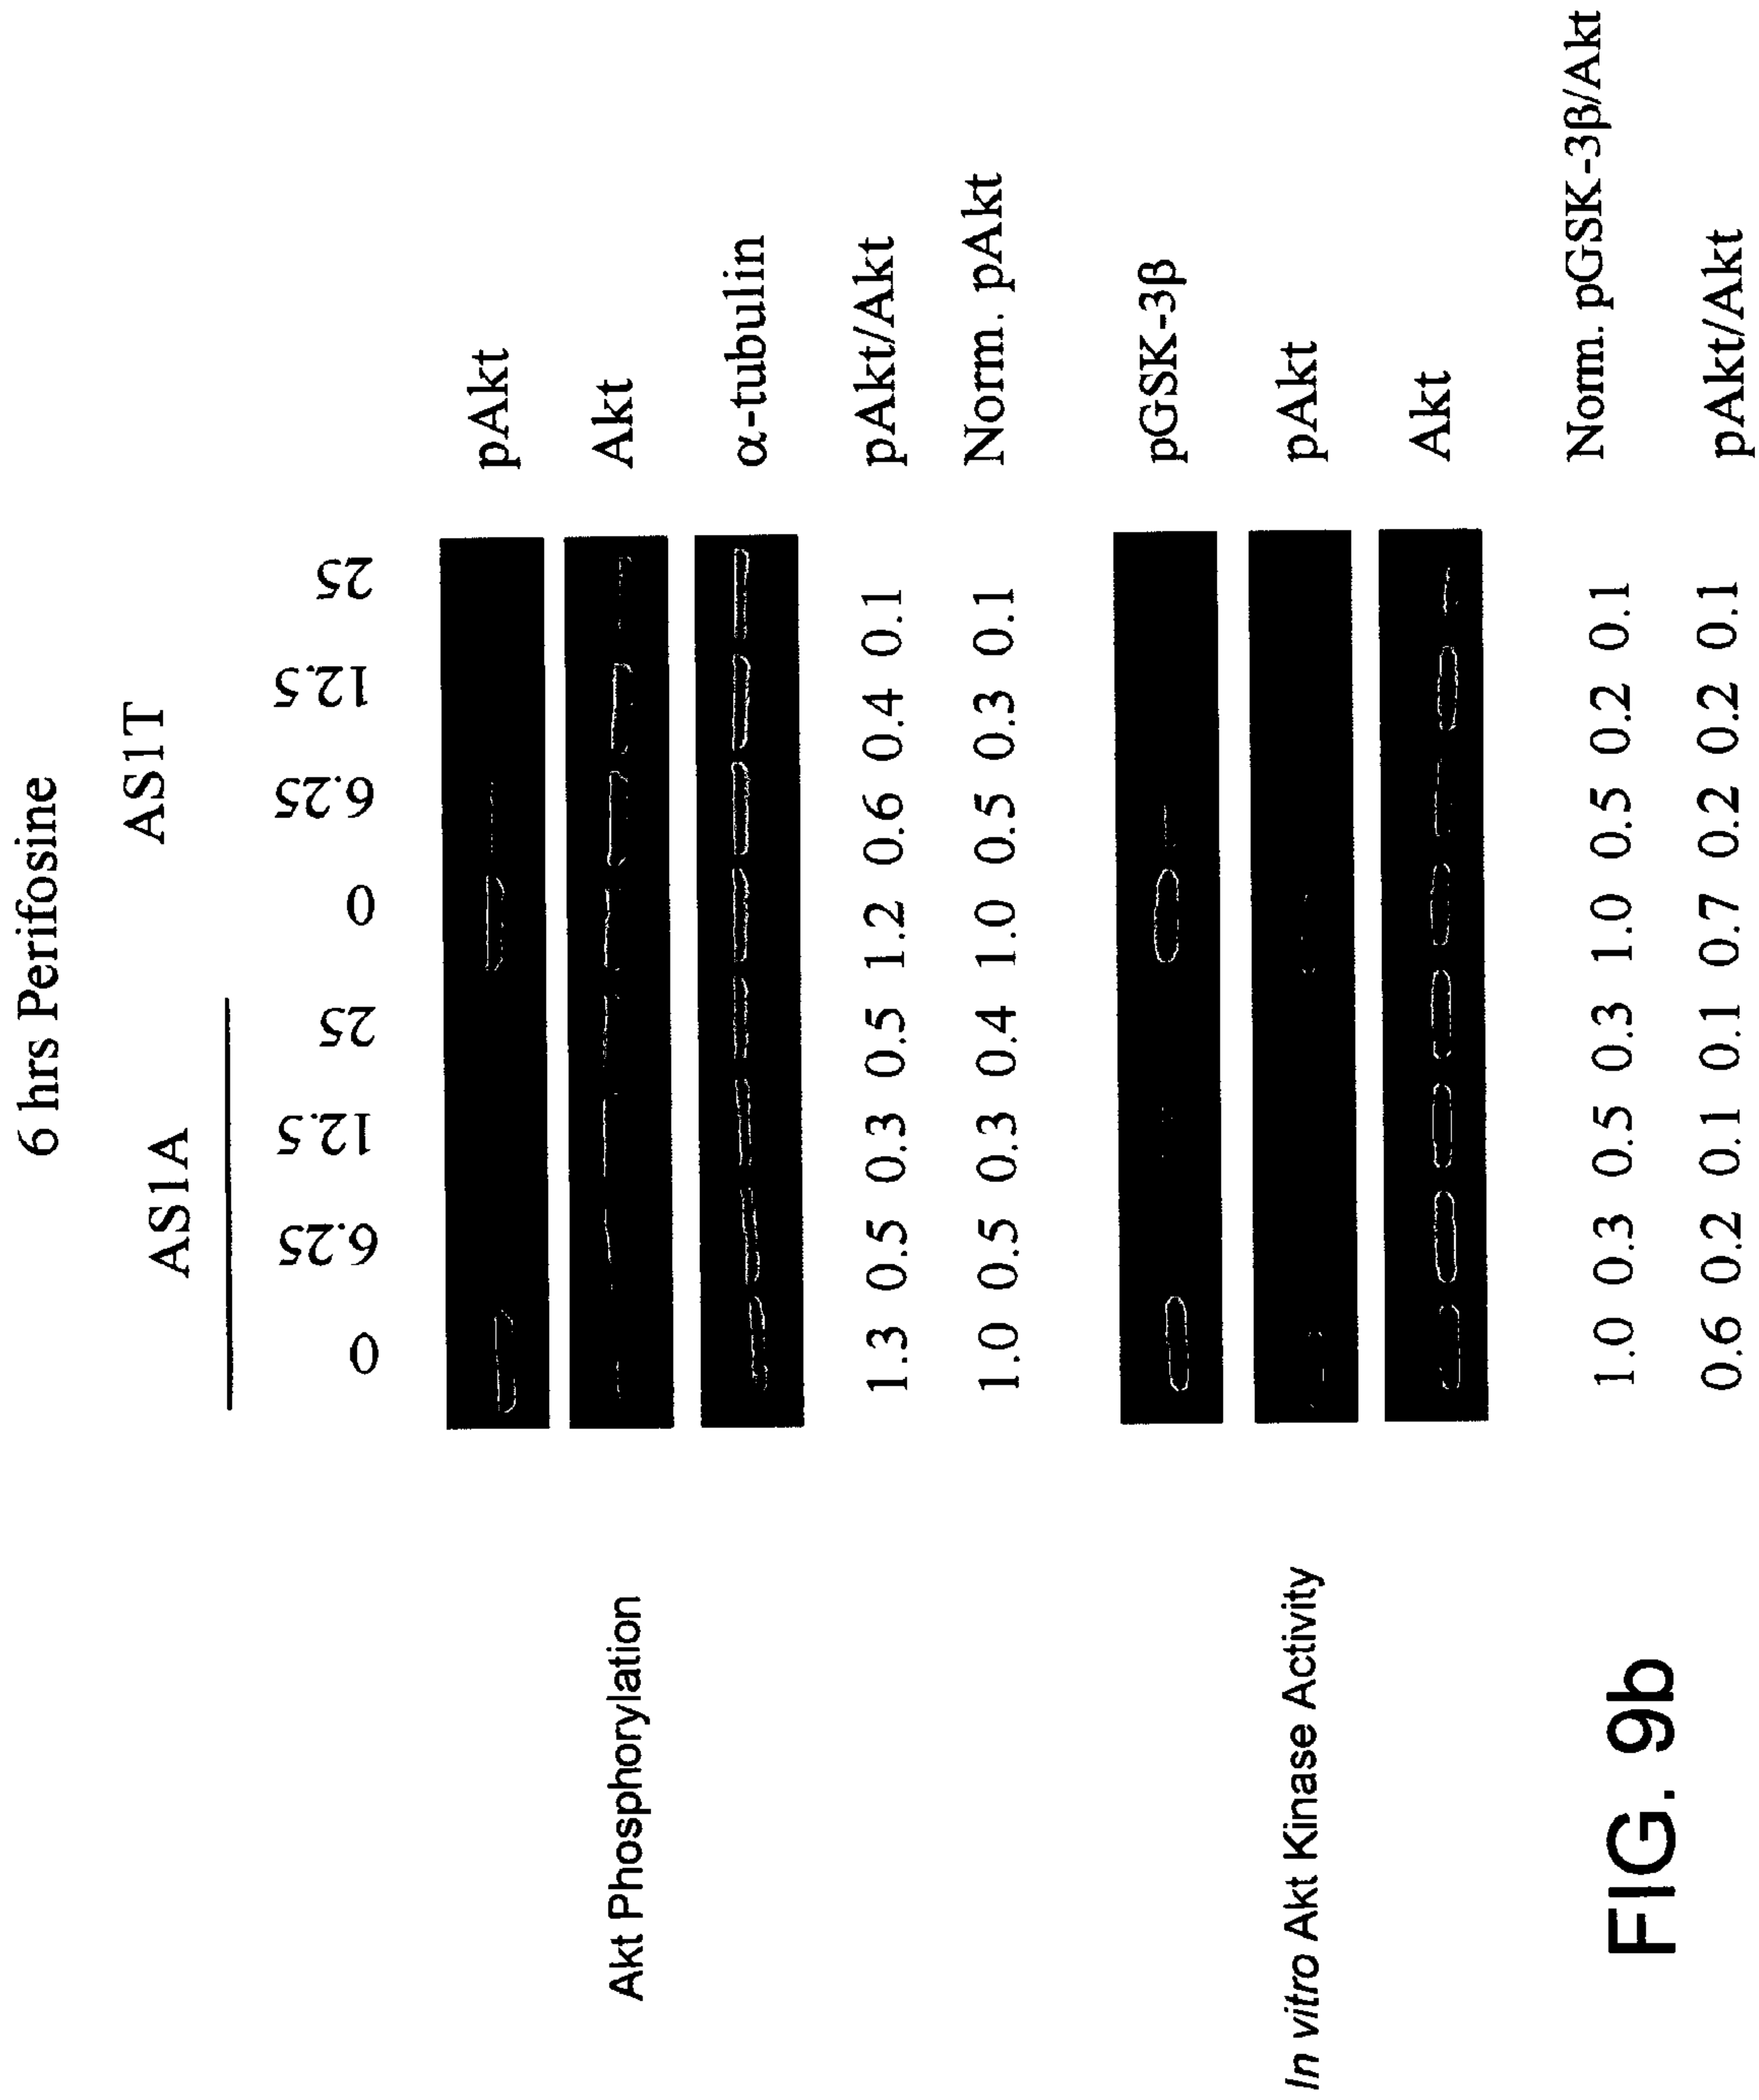 6 hrs Perifosine
AS1A AS1T
0 6.25 12.5 25 0 6.25 12.5 25
Akt Phosphorylation
pAkt
Akt
α-tubulin
1.3 0.5 0.3 0.5 1.2 0.6 0.4 0.1 pAkt/Akt
1.0 0.5 0.3 0.4 1.0 0.5 0.3 0.1 Norm. pAkt
In vitro Akt Kinase Activity
pGSK-3β
pAkt
Akt
1.0 0.3 0.5 0.3 1.0 0.5 0.2 0.1 Norm. pGSK-3β/Akt
0.6 0.2 0.1 0.1 0.7 0.2 0.2 0.1 pAkt/Akt
FIG. 9b